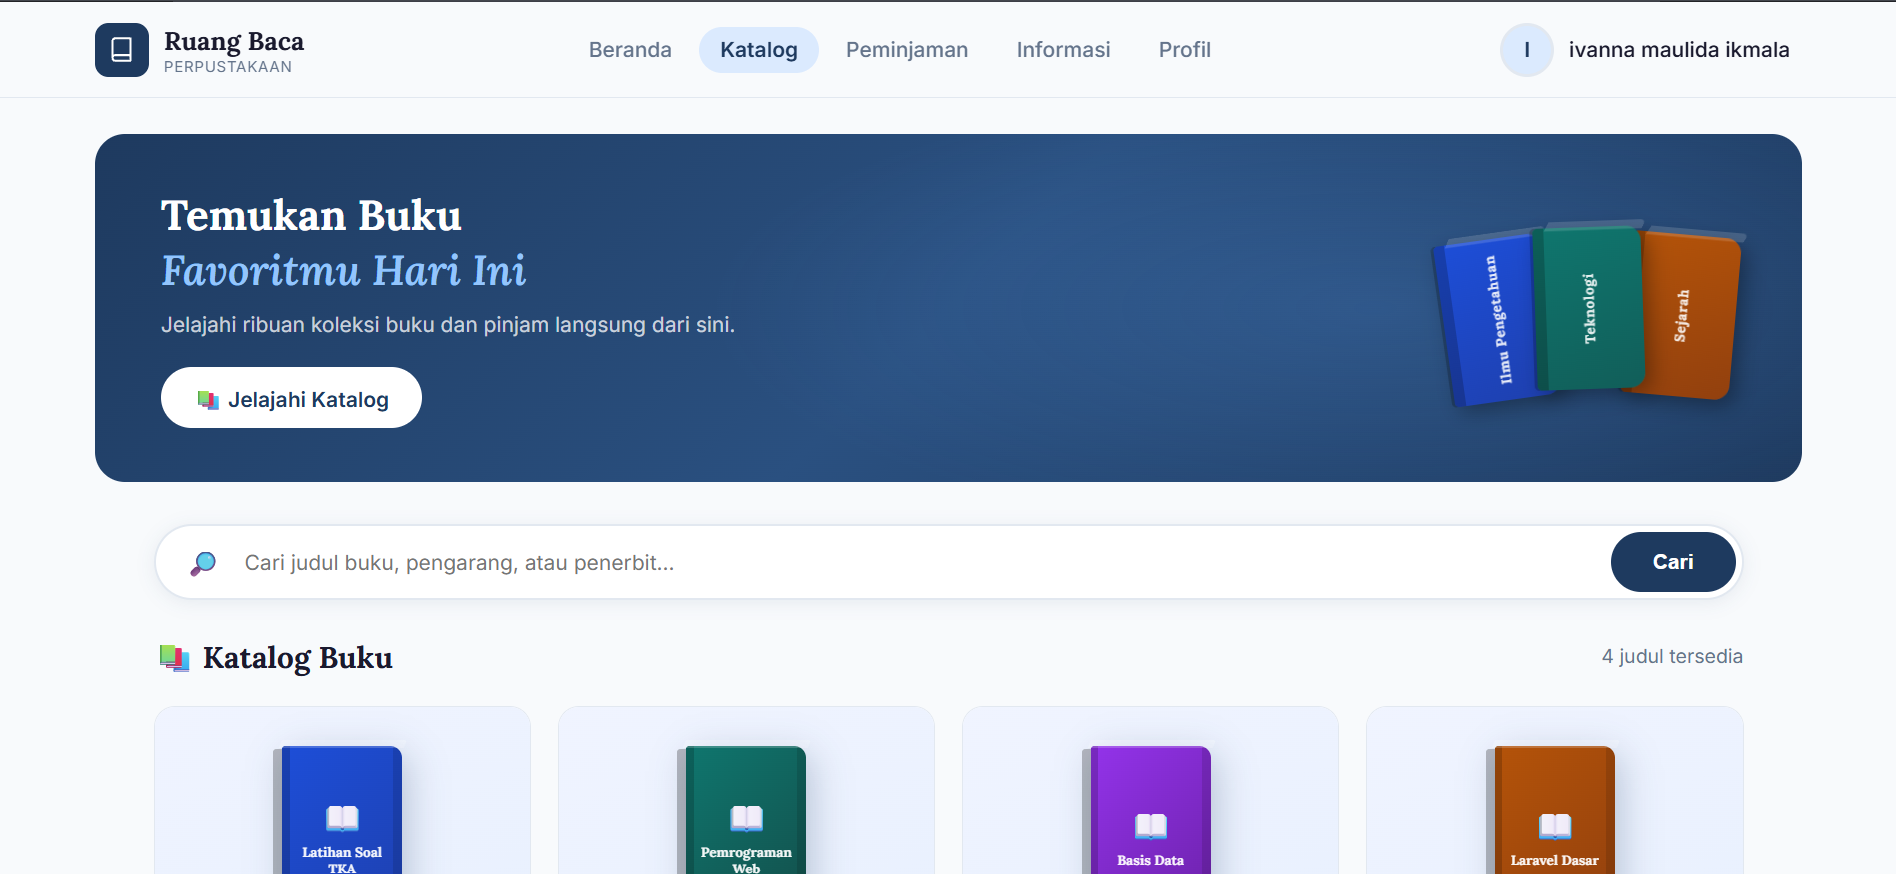 Ruang Baca
PERPUSTAKAAN
Beranda
Katalog
Peminjaman
Informasi
Profil
I
ivanna maulida ikmala
Temukan Buku
Favoritmu Hari Ini
Jelajahi ribuan koleksi buku dan pinjam langsung dari sini.
Jelajahi Katalog
Ilmu Pengetahuan
Teknologi
Sejarah
Cari judul buku, pengarang, atau penerbit...
Cari
Katalog Buku
4 judul tersedia
Latihan Soal
TKA
Pemrograman
Web
Basis Data
Laravel Dasar